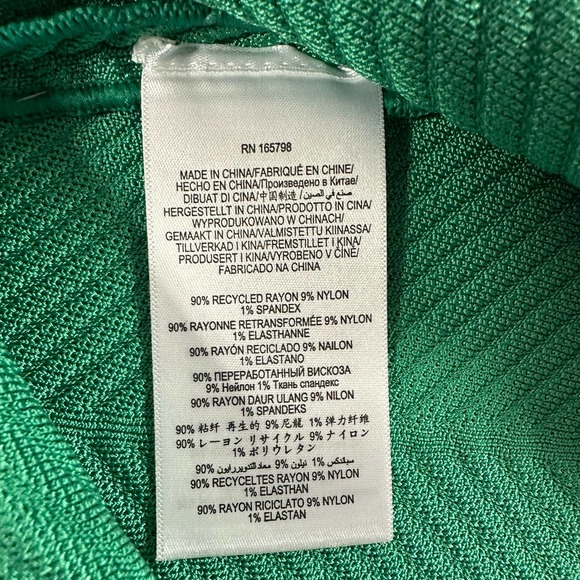 RN 165798
MADE IN CHINA/FABRIQUÉ EN CHINE/
HECHO EN CHINA/Произведено в Китае/
DIBUAT DI CINA/中国制造 /صنع في الصين/
HERGESTELLT IN CHINA/PRODOTTO IN CINA/
WYPRODUKOWANO W CHINACH/
GEMAAKT IN CHINA/VALMISTETTU KIINASSA/
TILLVERKAD I KINA/FREMSTILLET I KINA/
PRODUSERT I KINA/VYROBENO V ČÍNĚ/
FABRICADO NA CHINA
90% RECYCLED RAYON 9% NYLON
1% SPANDEX
90% RAYONNE RETRANSFORMÉE 9% NYLON
1% ELASTHANNE
90% RAYÓN RECICLADO 9% NAILON
1% ELASTANO
90% ПЕРЕРАБОТАННЫЙ ВИСКОЗА
9% Нейлон 1% Ткань спандекс
90% RAYON DAUR ULANG 9% NILON
1% SPANDEKS
90% 粘纤 再生的 9% 尼龍 1% 弹力纤维
90% レーヨン リサイクル 9% ナイロン
1% ポリウレタン
90% معادالتدويررايون 9% نيلون 1% سبانكس
90% RECYCELTES RAYON 9% NYLON
1% ELASTHAN
90% RAYON RICICLATO 9% NYLON
1% ELASTAN